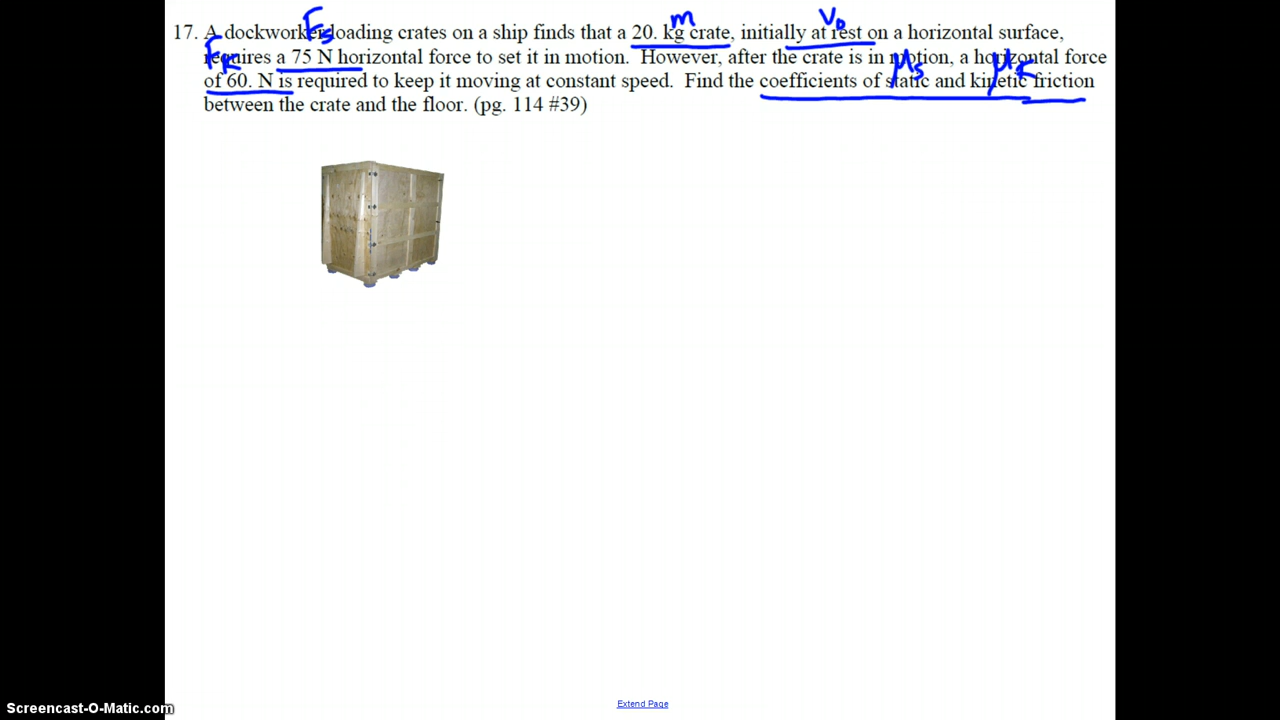 Fs m v₀
17. A dockworker loading crates on a ship finds that a 20. kg crate, initially at rest on a horizontal surface,
Fk
requires a 75 N horizontal force to set it in motion. However, after the crate is in motion, a horizontal force
μs μk
of 60. N is required to keep it moving at constant speed. Find the coefficients of static and kinetic friction
between the crate and the floor. (pg. 114 #39)
Extend Page
Screencast-O-Matic.com